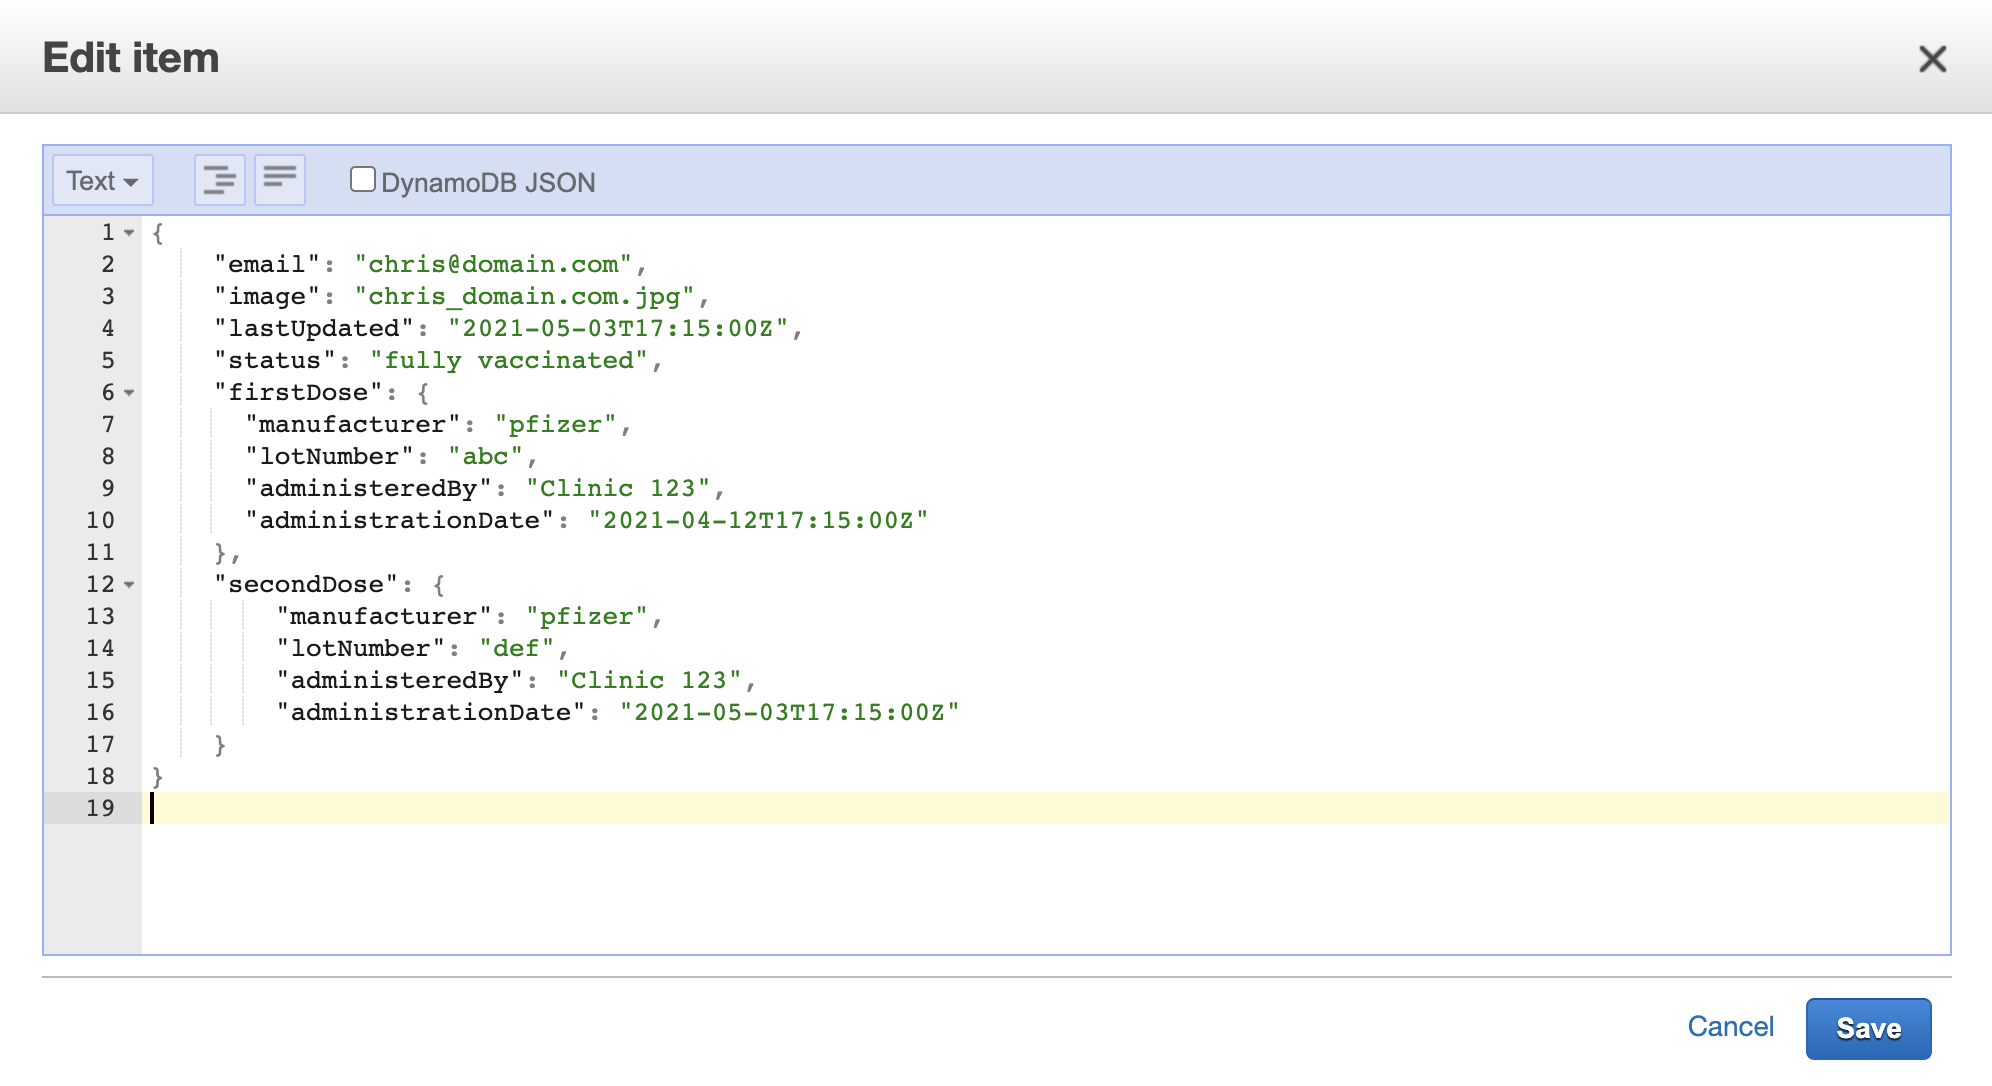 Edit item
Text
DynamoDB JSON
1 {
2     "email": "chris@domain.com",
3     "image": "chris_domain.com.jpg",
4     "lastUpdated": "2021-05-03T17:15:00Z",
5     "status": "fully vaccinated",
6     "firstDose": {
7       "manufacturer": "pfizer",
8       "lotNumber": "abc",
9       "administeredBy": "Clinic 123",
10       "administrationDate": "2021-04-12T17:15:00Z"
11     },
12     "secondDose": {
13         "manufacturer": "pfizer",
14         "lotNumber": "def",
15         "administeredBy": "Clinic 123",
16         "administrationDate": "2021-05-03T17:15:00Z"
17     }
18 }
19
Cancel
Save